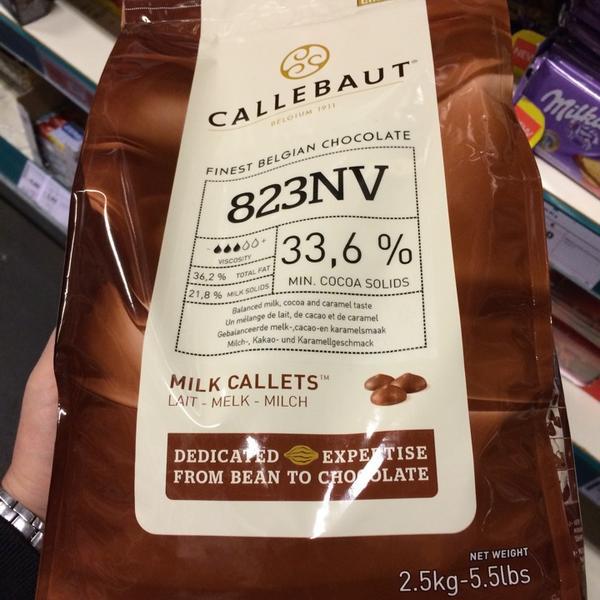 CALLEBAUT®
BELGIUM 1911
FINEST BELGIAN CHOCOLATE
823NV
- +
VISCOSITY
36,2 % TOTAL FAT
21,8 % MILK SOLIDS
33,6 %
MIN. COCOA SOLIDS
Balanced milk, cocoa and caramel taste
Un mélange de lait, de cacao et de caramel
Gebalanceerde melk-,cacao-en karamelsmaak
Milch-, Kakao- und Karamellgeschmack
MILK CALLETS™
LAIT - MELK - MILCH
DEDICATED EXPERTISE
FROM BEAN TO CHOCOLATE
NET WEIGHT
2.5kg-5.5lbs
Milka